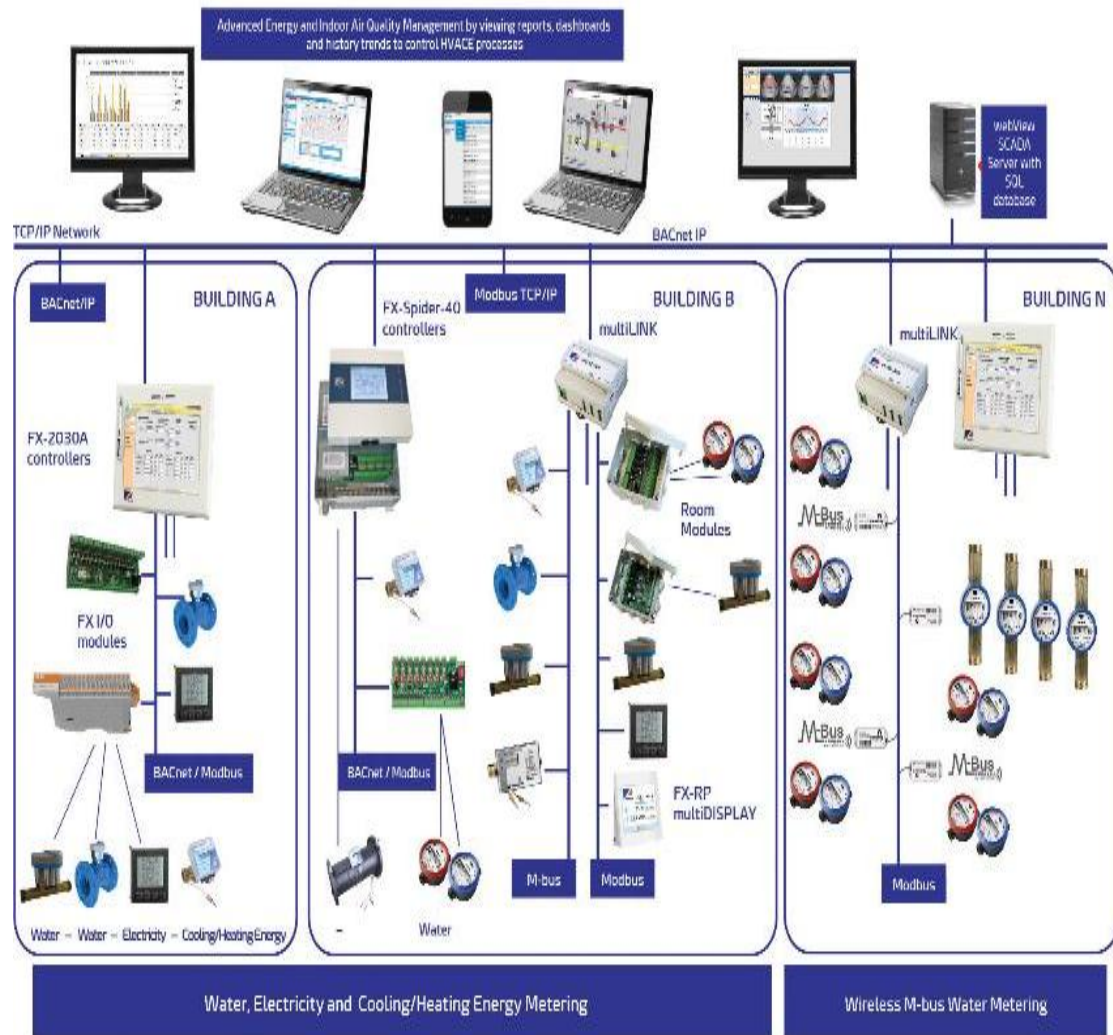 Advanced Energy and Indoor Air Quality Management by viewing reports, dashboards
and history trends to control HVACE processes
webView
SCADA
Server with
SQL
database
TCP/IP Network
BACnet IP
BACnet/IP
BUILDING A
FX-2030A
controllers
FX I/O
modules
BACnet / Modbus
Water - Water - Electricity - Cooling/Heating Energy
FX-Spider-40
controllers
Modbus TCP/IP
BUILDING B
multiLINK
Room
Modules
BACnet / Modbus
FX-RP
multiDISPLAY
M-bus
Modbus
-
Water
BUILDING N
multiLINK
M-Bus
M-Bus
M-Bus
Modbus
Water, Electricity and Cooling/Heating Energy Metering
Wireless M-bus Water Metering